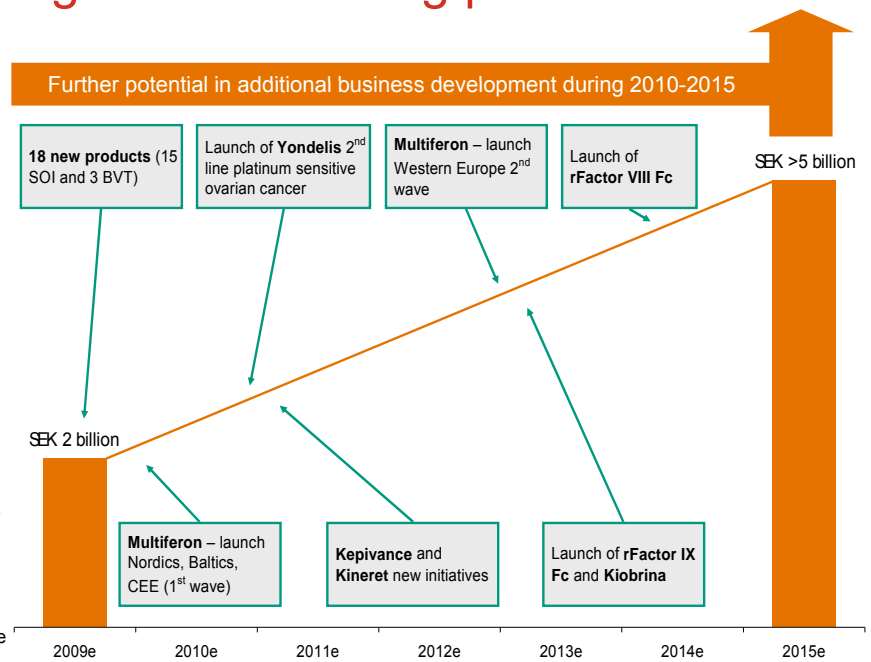 Further potential in additional business development during 2010-2015
18 new products (15
SOI and 3 BVT)
Launch of Yondelis 2nd
line platinum sensitive
ovarian cancer
Multiferon – launch
Western Europe 2nd
wave
Launch of
rFactor VIII Fc
SEK >5 billion
SEK 2 billion
Multiferon – launch
Nordics, Baltics,
CEE (1st wave)
Kepivance and
Kineret new initiatives
Launch of rFactor IX
Fc and Kiobrina
2009e 2010e 2011e 2012e 2013e 2014e 2015e